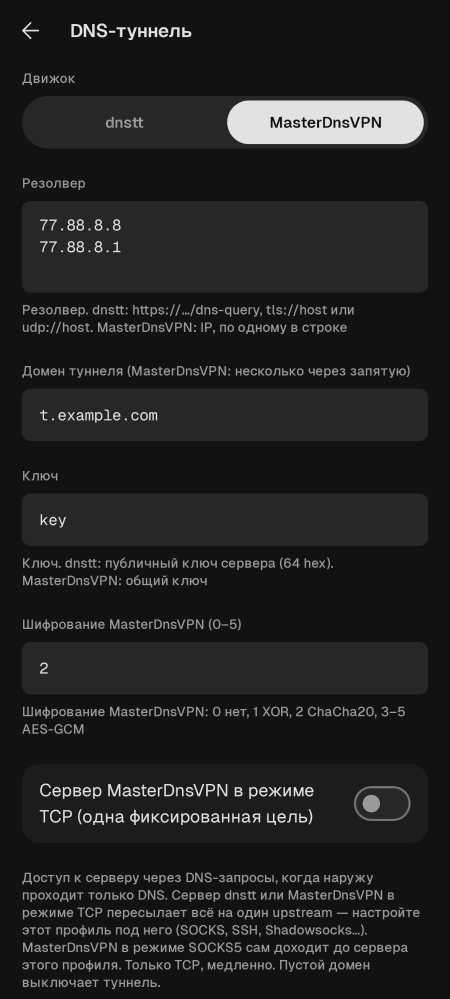 DNS-туннель
Движок
dnstt
MasterDnsVPN
Резолвер
77.88.8.8
77.88.8.1
Резолвер. dnstt: https://…/dns-query, tls://host или
udp://host. MasterDnsVPN: IP, по одному в строке
Домен туннеля (MasterDnsVPN: несколько через запятую)
t.example.com
Ключ
key
Ключ. dnstt: публичный ключ сервера (64 hex).
MasterDnsVPN: общий ключ
Шифрование MasterDnsVPN (0–5)
2
Шифрование MasterDnsVPN: 0 нет, 1 XOR, 2 ChaCha20, 3–5
AES-GCM
Сервер MasterDnsVPN в режиме
TCP (одна фиксированная цель)
Доступ к серверу через DNS-запросы, когда наружу
проходит только DNS. Сервер dnstt или MasterDnsVPN в
режиме TCP пересылает всё на один upstream — настройте
этот профиль под него (SOCKS, SSH, Shadowsocks…).
MasterDnsVPN в режиме SOCKS5 сам доходит до сервера
этого профиля. Только TCP, медленно. Пустой домен
выключает туннель.